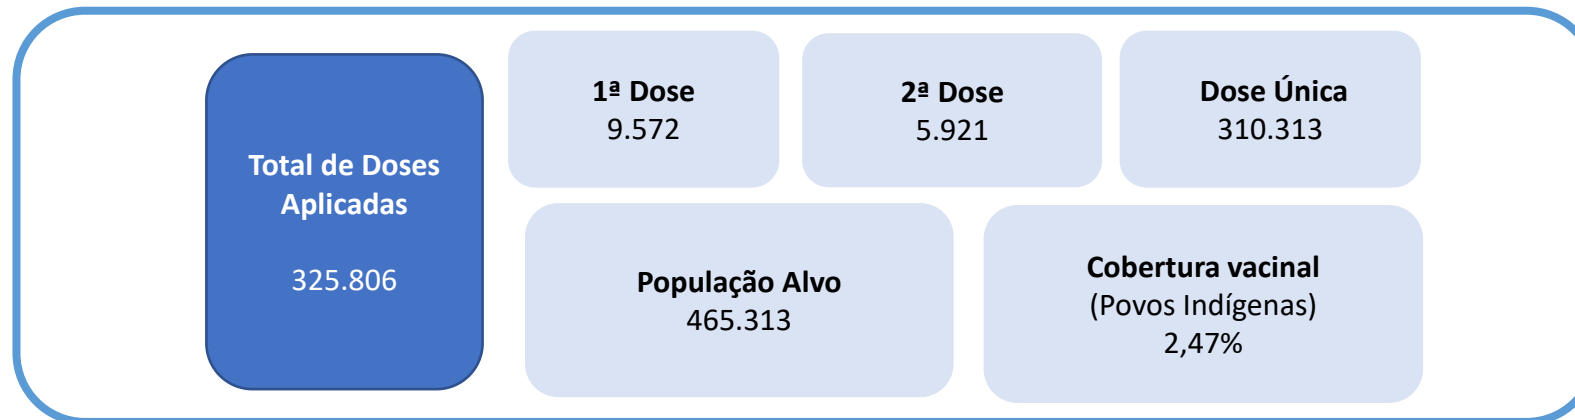 Total de Doses
Aplicadas
325.806
1ª Dose
9.572
2ª Dose
5.921
Dose Única
310.313
População Alvo
465.313
Cobertura vacinal
(Povos Indígenas)
2,47%